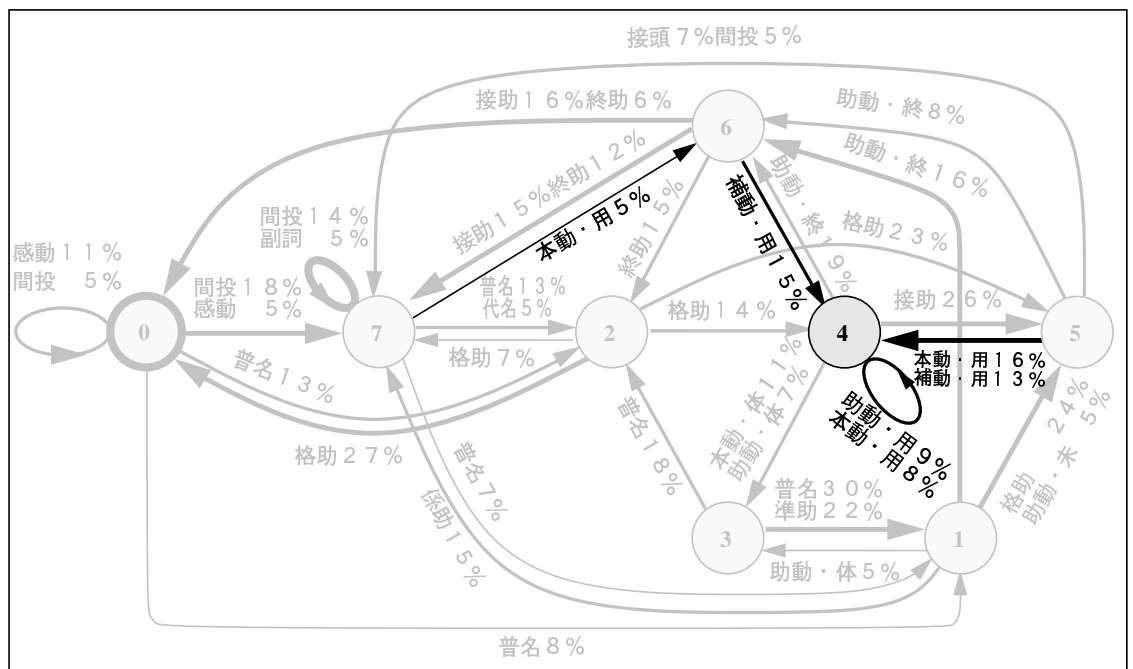 接頭７%間投５%
接助１６%終助６%
助動・終８%
6
助動・終１６%
接助１５%終助１２%
本動・用５%
終助１５%
補動・用１５%
助動・終１９%
格助２３%
間投１４%
副詞　５%
感動１１%
間投　５%
間投１８%
感動　５%
普名１３%
代名５%
格助１４%
接助２６%
0
7
2
4
5
格助７%
普名１３%
本動・用１６%
補動・用１３%
本動・体１１%
助動・体７%
助動・用９%
本動・用８%
格助２７%
普名１８%
普名７%
係助１５%
格助　２４%
助動・未　５%
普名３０%
準助２２%
3
1
助動・体５%
普名８%